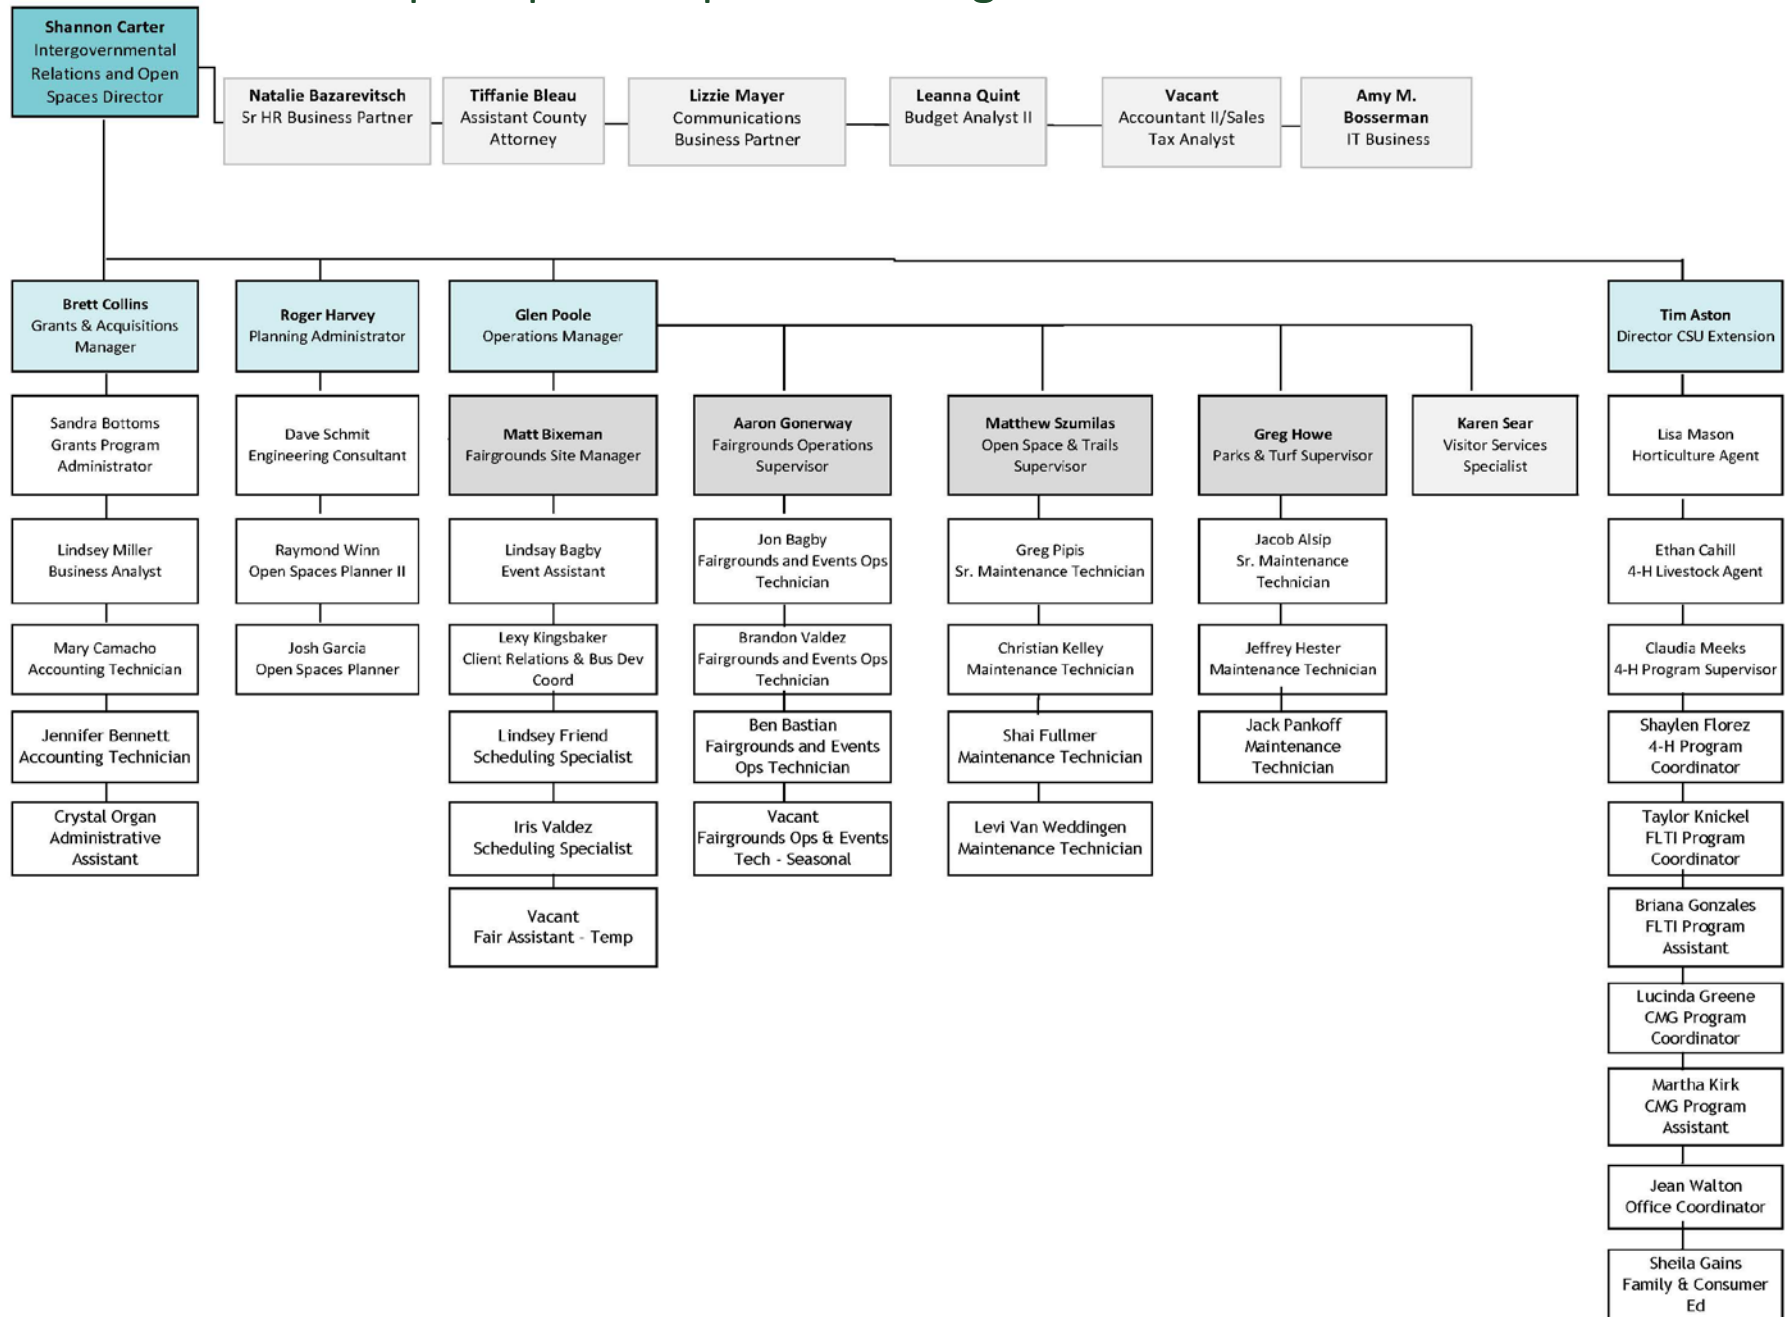 Shannon Carter
Intergovernmental
Relations and Open
Spaces Director
Natalie Bazarevitsch
Sr HR Business Partner
Tiffanie Bleau
Assistant County
Attorney
Lizzie Mayer
Communications
Business Partner
Leanna Quint
Budget Analyst II
Vacant
Accountant II/Sales
Tax Analyst
Amy M.
Bosserman
IT Business
Brett Collins
Grants & Acquisitions
Manager
Roger Harvey
Planning Administrator
Glen Poole
Operations Manager
Tim Aston
Director CSU Extension
Sandra Bottoms
Grants Program
Administrator
Dave Schmit
Engineering Consultant
Matt Bixeman
Fairgrounds Site Manager
Aaron Gonerway
Fairgrounds Operations
Supervisor
Matthew Szumilas
Open Space & Trails
Supervisor
Greg Howe
Parks & Turf Supervisor
Karen Sear
Visitor Services
Specialist
Lisa Mason
Horticulture Agent
Lindsey Miller
Business Analyst
Raymond Winn
Open Spaces Planner II
Lindsay Bagby
Event Assistant
Jon Bagby
Fairgrounds and Events Ops
Technician
Greg Pipis
Sr. Maintenance Technician
Jacob Alsip
Sr. Maintenance
Technician
Ethan Cahill
4-H Livestock Agent
Mary Camacho
Accounting Technician
Josh Garcia
Open Spaces Planner
Lexy Kingsbaker
Client Relations & Bus Dev
Coord
Brandon Valdez
Fairgrounds and Events Ops
Technician
Christian Kelley
Maintenance Technician
Jeffrey Hester
Maintenance Technician
Claudia Meeks
4-H Program Supervisor
Jennifer Bennett
Accounting Technician
Lindsey Friend
Scheduling Specialist
Ben Bastian
Fairgrounds and Events
Ops Technician
Shai Fullmer
Maintenance Technician
Jack Pankoff
Maintenance
Technician
Shaylen Florez
4-H Program
Coordinator
Crystal Organ
Administrative
Assistant
Iris Valdez
Scheduling Specialist
Vacant
Fairgrounds Ops & Events
Tech - Seasonal
Levi Van Weddingen
Maintenance Technician
Taylor Knickel
FLTI Program
Coordinator
Vacant
Fair Assistant - Temp
Briana Gonzales
FLTI Program
Assistant
Lucinda Greene
CMG Program
Coordinator
Martha Kirk
CMG Program
Assistant
Jean Walton
Office Coordinator
Sheila Gains
Family & Consumer
Ed